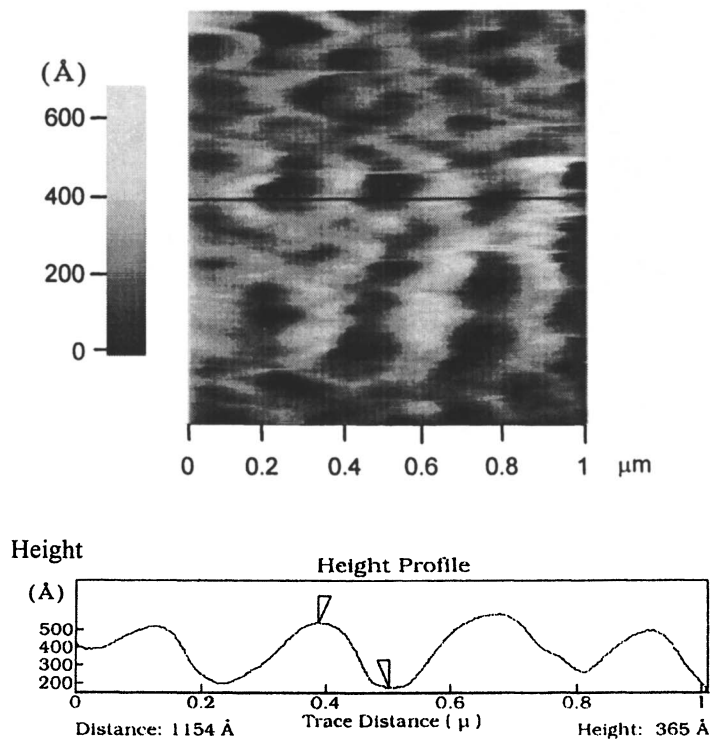 (Å)
600
400
200
0
0 0.2 0.4 0.6 0.8 1 μm
Height
Height Profile
(Å)
500
400
300
200
0 0.2 0.4 0.6 0.8 1
Distance: 1154 Å Trace Distance ( μ ) Height: 365 Å